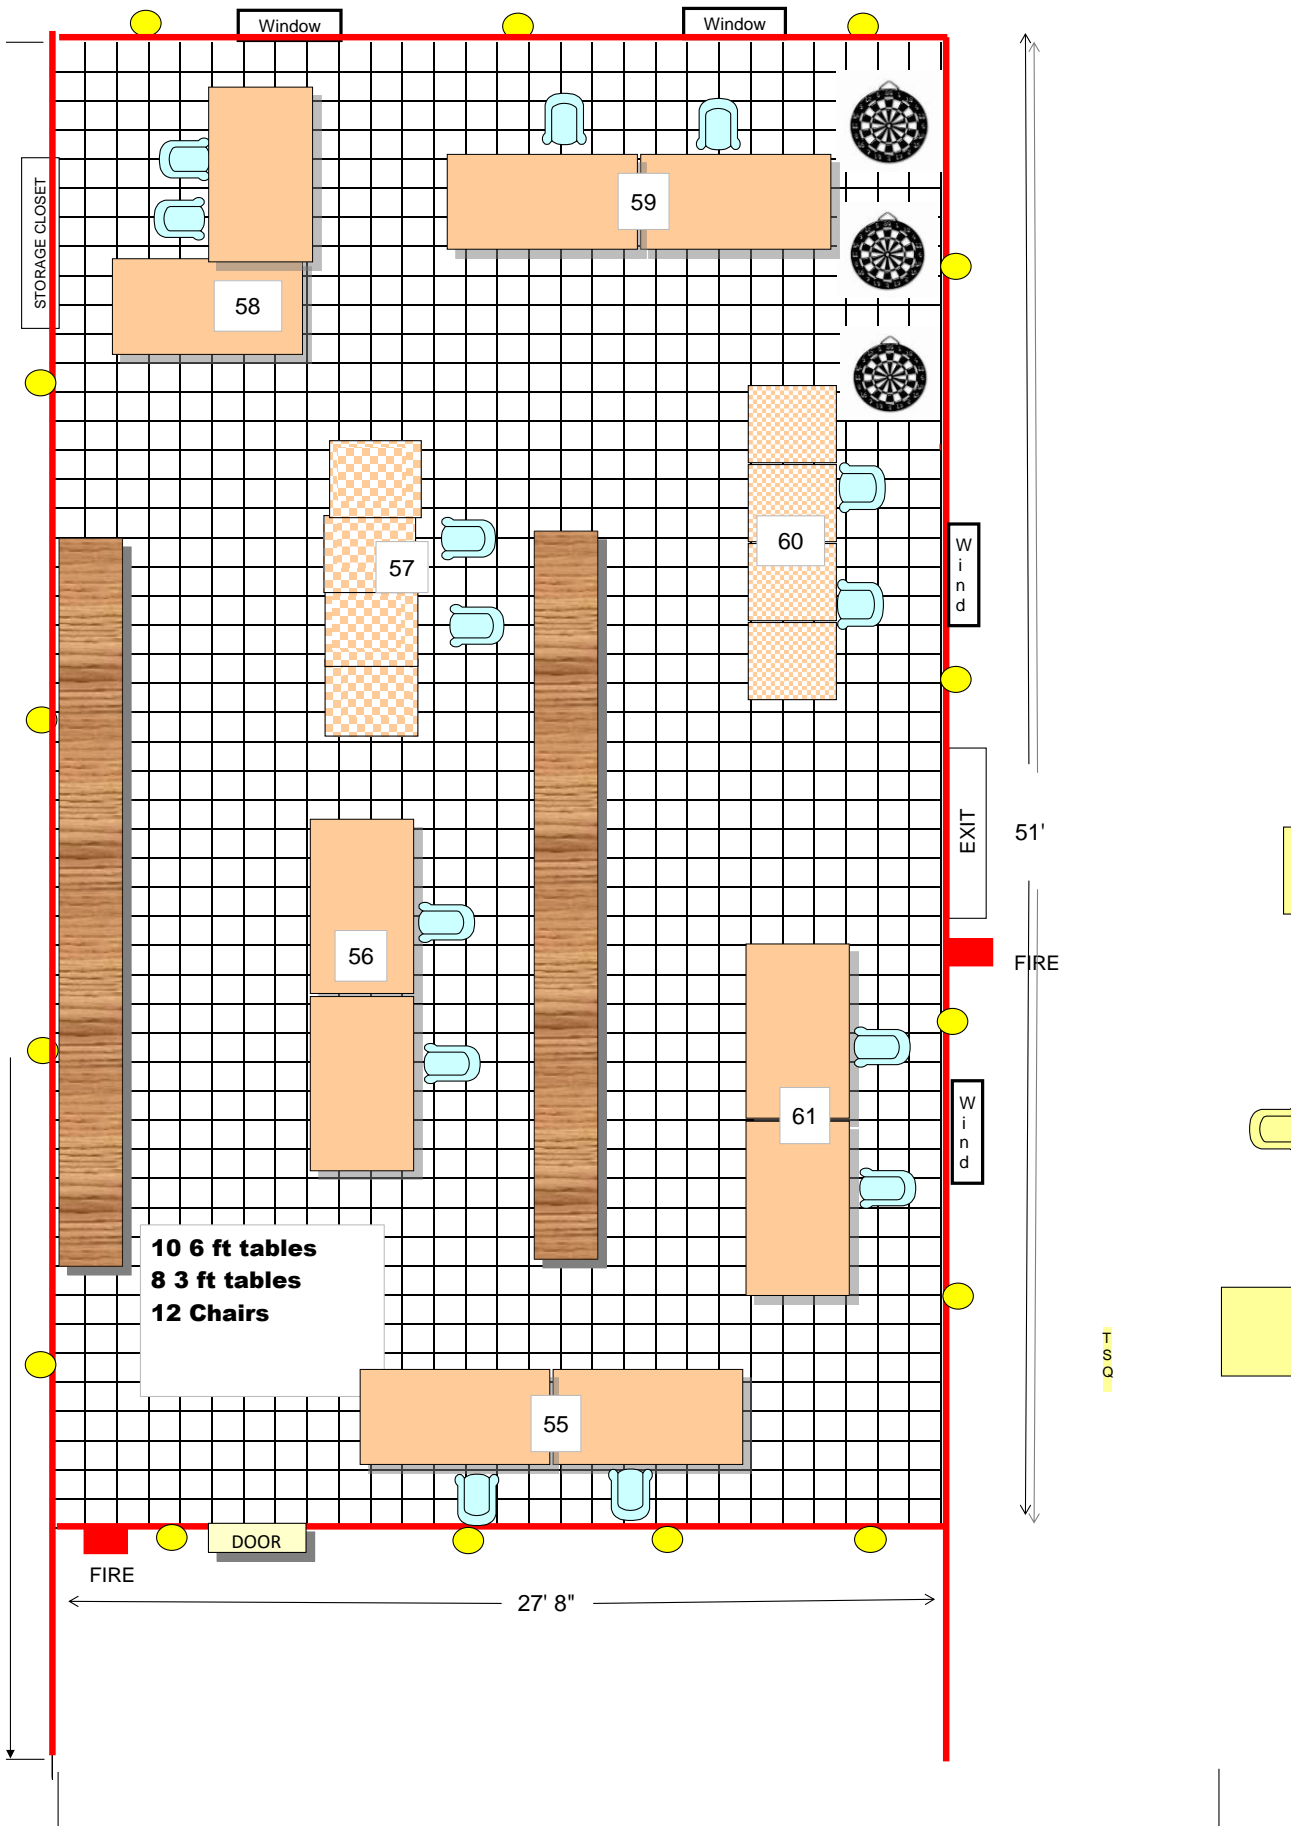 Window
Window
STORAGE CLOSET
59
58
60
57
W
i
n
d
EXIT
51'
56
FIRE
61
W
i
n
d
10 6 ft tables
8 3 ft tables
12 Chairs
T
S
Q
55
DOOR
FIRE
27' 8"